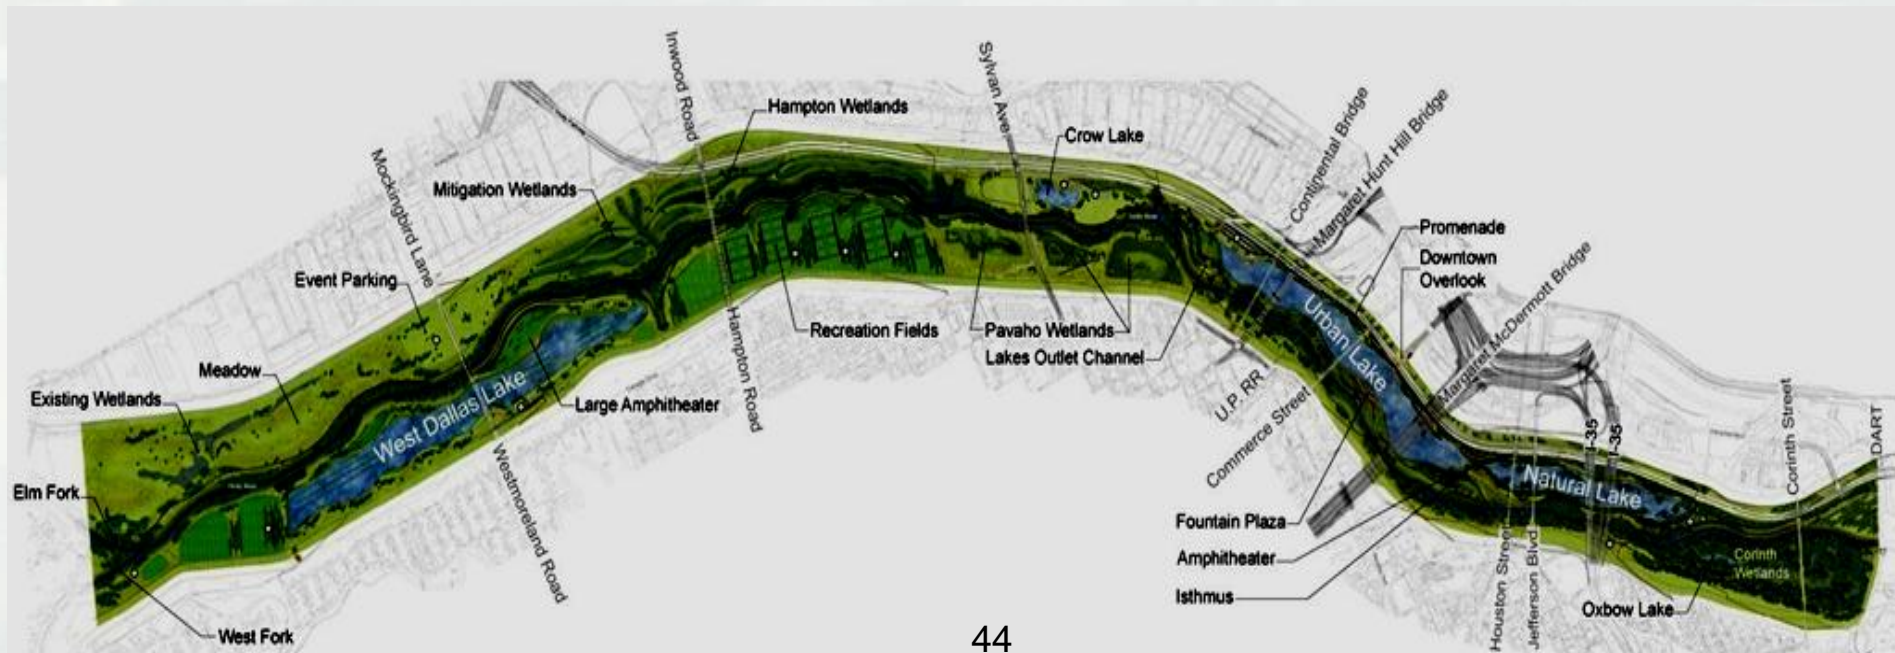 Inwood Road
Sylvan Ave.
Hampton Wetlands
Crow Lake
Continental Bridge
Margaret Hunt Hill Bridge
Mockingbird Lane
Mitigation Wetlands
Promenade
Downtown
Overlook
Margaret McDermott Bridge
Event Parking
Urban Lake
Hampton Road
Recreation Fields
Pavaho Wetlands
Lakes Outlet Channel
Meadow
Existing Wetlands
West Dallas Lake
Large Amphitheater
U.P. RR
Commerce Street
I-35
I-35
Corinth Street
DART
Westmoreland Road
Elm Fork
Natural Lake
Fountain Plaza
Amphitheater
Isthmus
Houston Street
Jefferson Blvd
Corinth
Wetlands
Oxbow Lake
West Fork
44